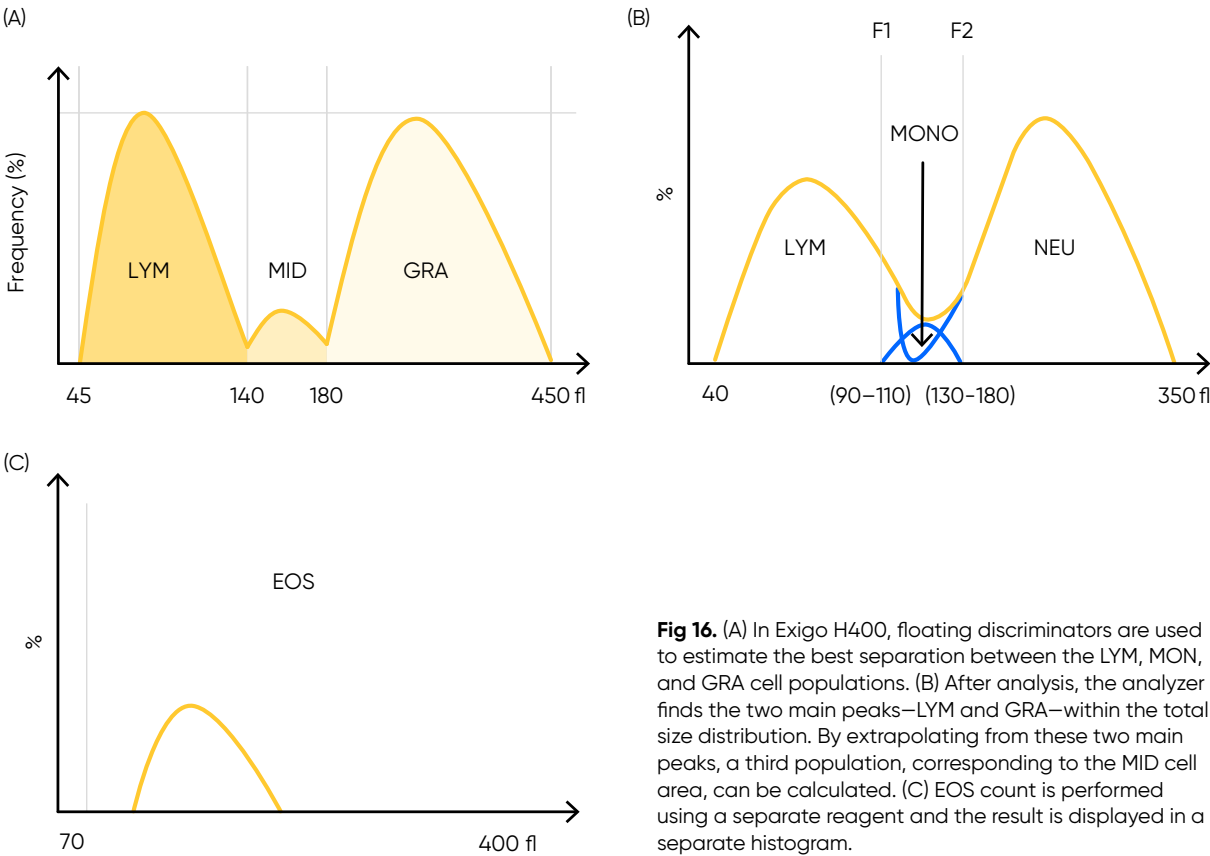 (A)
Frequency (%)
LYM
MID
GRA
45
140
180
450 fl
(B)
F1
F2
%
MONO
LYM
NEU
40
(90–110)
(130-180)
350 fl
(C)
%
EOS
70
400 fl
Fig 16. (A) In Exigo H400, floating discriminators are used
to estimate the best separation between the LYM, MON,
and GRA cell populations. (B) After analysis, the analyzer
finds the two main peaks—LYM and GRA—within the total
size distribution. By extrapolating from these two main
peaks, a third population, corresponding to the MID cell
area, can be calculated. (C) EOS count is performed
using a separate reagent and the result is displayed in a
separate histogram.